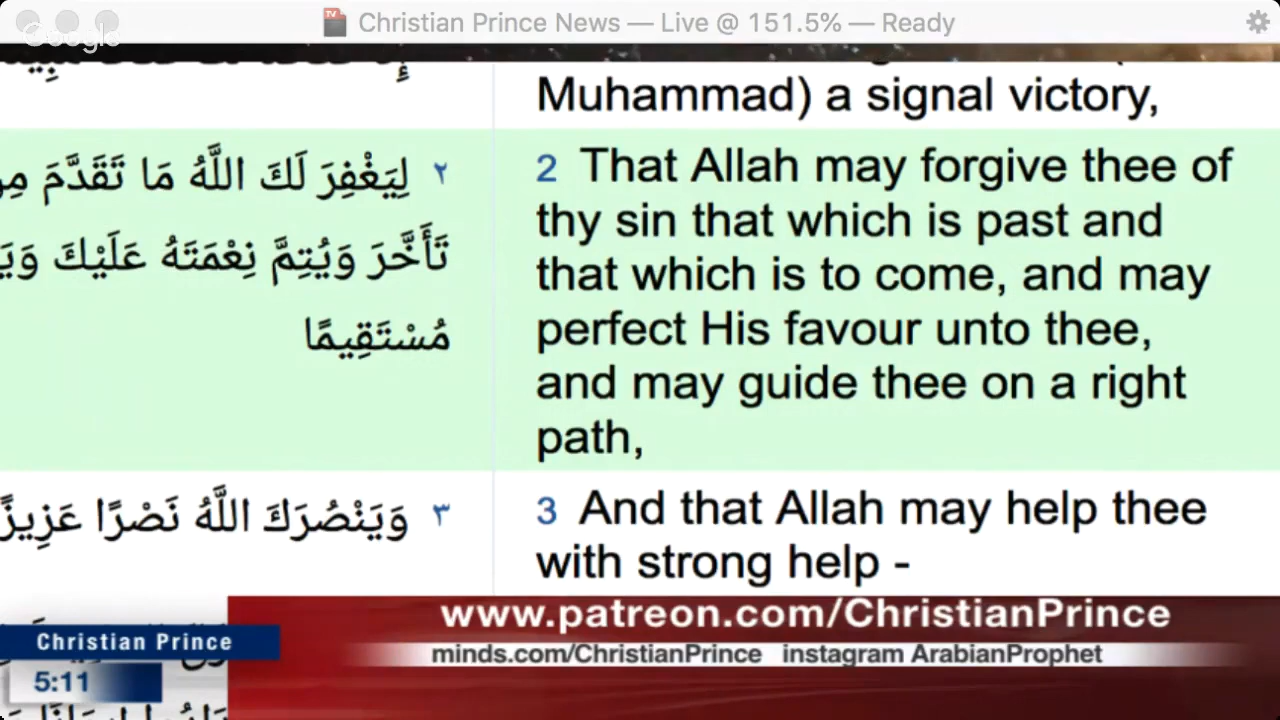 Christian Prince News — Live @ 151.5% — Ready
Google
Muhammad) a signal victory,
٢ لِيَغْفِرَ لَكَ اللَّهُ مَا تَقَدَّمَ
تَأَخَّرَ وَيُتِمَّ نِعْمَتَهُ عَلَيْكَ
مُسْتَقِيمًا
2 That Allah may forgive thee of
thy sin that which is past and
that which is to come, and may
perfect His favour unto thee,
and may guide thee on a right
path,
٣ وَيَنْصُرَكَ اللَّهُ نَصْرًا
3 And that Allah may help thee
with strong help -
www.patreon.com/ChristianPrince
Christian Prince
minds.com/ChristianPrince instagram ArabianProphet
5:11